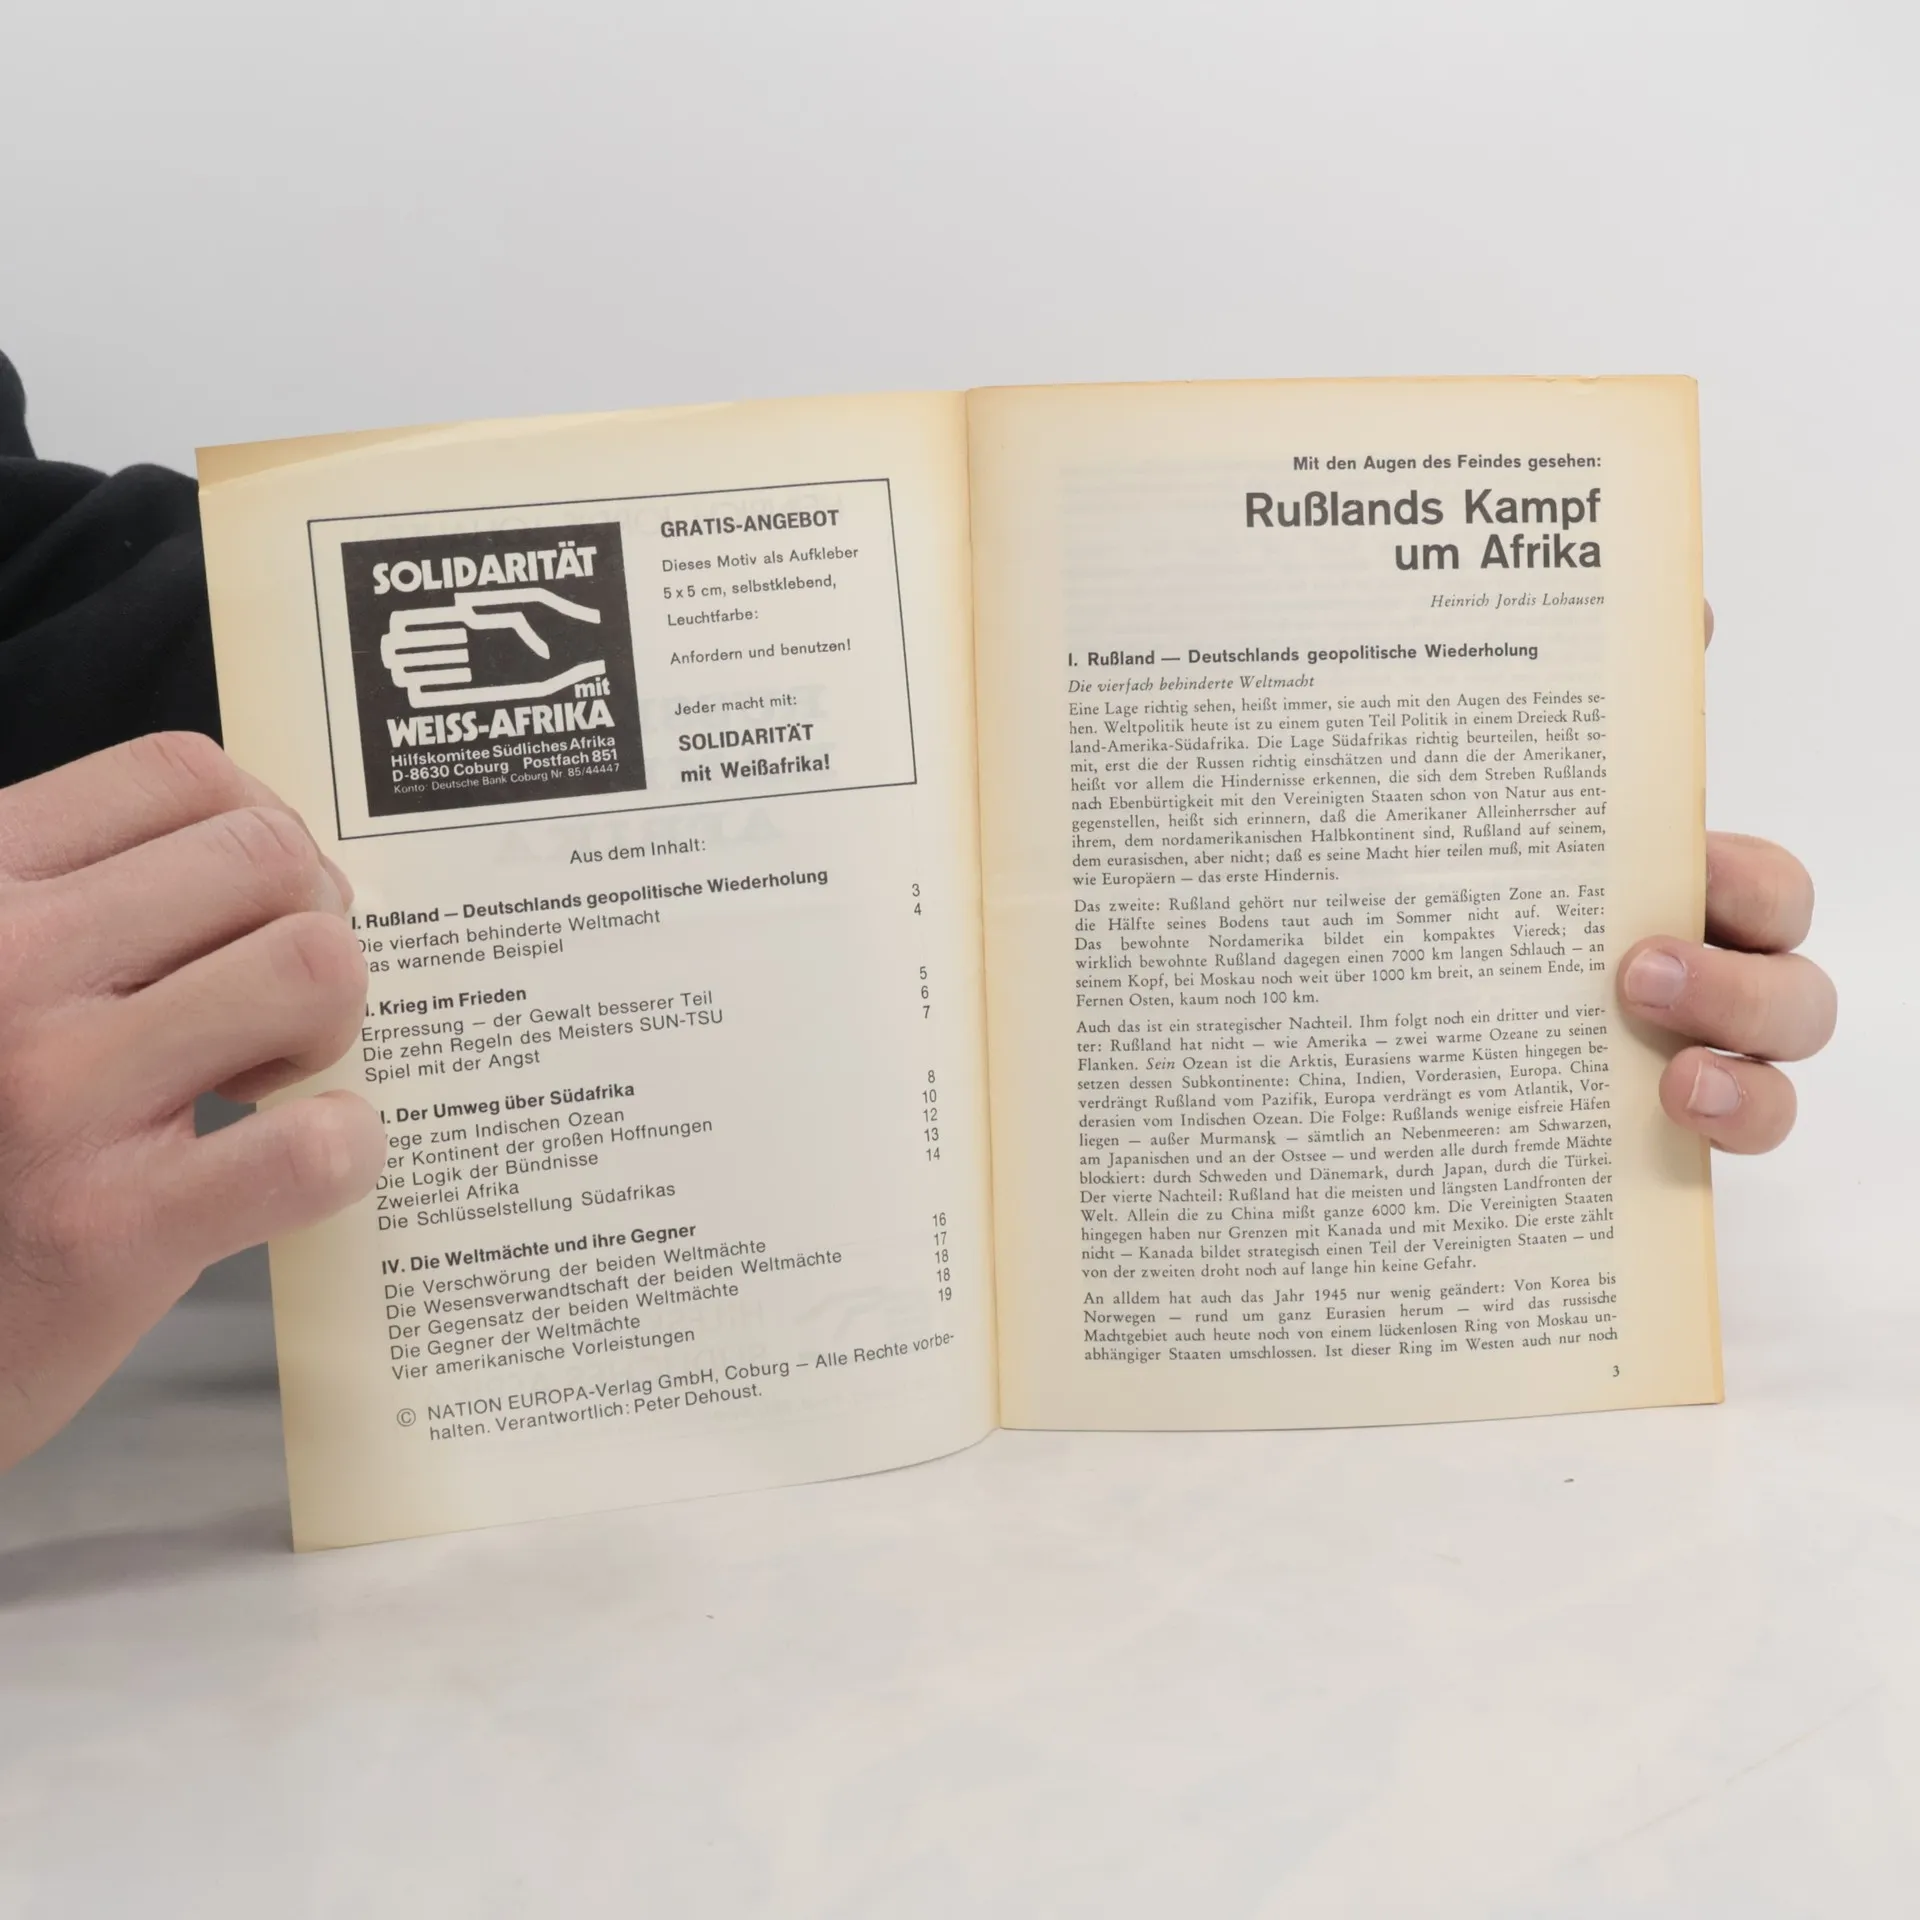 SOLIDARITÄT
mit
WEISS-AFRIKA
Hilfskomitee Südliches Afrika
D-8630 Coburg Postfach 851
Konto: Deutsche Bank Coburg Nr. 85/44447
GRATIS-ANGEBOT
Dieses Motiv als Aufkleber
5 x 5 cm, selbstklebend,
Leuchtfarbe:
Anfordern und benutzen!
Jeder macht mit:
SOLIDARITÄT
mit Weißafrika!
Aus dem Inhalt:
I. Rußland — Deutschlands geopolitische Wiederholung 3
Die vierfach behinderte Weltmacht 4
as warnende Beispiel
I. Krieg im Frieden 5
Erpressung — der Gewalt besserer Teil 6
Die zehn Regeln des Meisters SUN-TSU 7
Spiel mit der Angst
I. Der Umweg über Südafrika 8
ege zum Indischen Ozean 10
er Kontinent der großen Hoffnungen 12
Die Logik der Bündnisse 13
Zweierlei Afrika 14
Die Schlüsselstellung Südafrikas
IV. Die Weltmächte und ihre Gegner 16
Die Verschwörung der beiden Weltmächte 17
Die Wesensverwandtschaft der beiden Weltmächte 18
Der Gegensatz der beiden Weltmächte 18
Die Gegner der Weltmächte 19
Vier amerikanische Vorleistungen
© NATION EUROPA-Verlag GmbH, Coburg — Alle Rechte vorbe-
halten. Verantwortlich: Peter Dehoust.
Mit den Augen des Feindes gesehen:
Rußlands Kampf
um Afrika
Heinrich Jordis Lohausen
I. Rußland — Deutschlands geopolitische Wiederholung
Die vierfach behinderte Weltmacht
Eine Lage richtig sehen, heißt immer, sie auch mit den Augen des Feindes se-
hen. Weltpolitik heute ist zu einem guten Teil Politik in einem Dreieck Ruß-
land-Amerika-Südafrika. Die Lage Südafrikas richtig beurteilen, heißt so-
mit, erst die der Russen richtig einschätzen und dann die der Amerikaner,
heißt vor allem die Hindernisse erkennen, die sich dem Streben Rußlands
nach Ebenbürtigkeit mit den Vereinigten Staaten schon von Natur aus ent-
gegenstellen, heißt sich erinnern, daß die Amerikaner Alleinherrscher auf
ihrem, dem nordamerikanischen Halbkontinent sind, Rußland auf seinem,
dem eurasischen, aber nicht; daß es seine Macht hier teilen muß, mit Asiaten
wie Europäern — das erste Hindernis.
Das zweite: Rußland gehört nur teilweise der gemäßigten Zone an. Fast
die Hälfte seines Bodens taut auch im Sommer nicht auf. Weiter:
Das bewohnte Nordamerika bildet ein kompaktes Viereck; das
wirklich bewohnte Rußland dagegen einen 7000 km langen Schlauch — an
seinem Kopf, bei Moskau noch weit über 1000 km breit, an seinem Ende, im
Fernen Osten, kaum noch 100 km.
Auch das ist ein strategischer Nachteil. Ihm folgt noch ein dritter und vier-
ter: Rußland hat nicht — wie Amerika — zwei warme Ozeane zu seinen
Flanken. Sein Ozean ist die Arktis, Eurasiens warme Küsten hingegen be-
setzen dessen Subkontinente: China, Indien, Vorderasien, Europa. China
verdrängt Rußland vom Pazifik, Europa verdrängt es vom Atlantik, Vor-
derasien vom Indischen Ozean. Die Folge: Rußlands wenige eisfreie Häfen
liegen — außer Murmansk — sämtlich an Nebenmeeren: am Schwarzen,
am Japanischen und an der Ostsee — und werden alle durch fremde Mächte
blockiert: durch Schweden und Dänemark, durch Japan, durch die Türkei.
Der vierte Nachteil: Rußland hat die meisten und längsten Landfronten der
Welt. Allein die zu China mißt ganze 6000 km. Die Vereinigten Staaten
hingegen haben nur Grenzen mit Kanada und mit Mexiko. Die erste zählt
nicht — Kanada bildet strategisch einen Teil der Vereinigten Staaten — und
von der zweiten droht noch auf lange hin keine Gefahr.
An alldem hat auch das Jahr 1945 nur wenig geändert: Von Korea bis
Norwegen — rund um ganz Eurasien herum — wird das russische
Machtgebiet auch heute noch von einem lückenlosen Ring von Moskau un-
abhängiger Staaten umschlossen. Ist dieser Ring im Westen auch nur noch
3